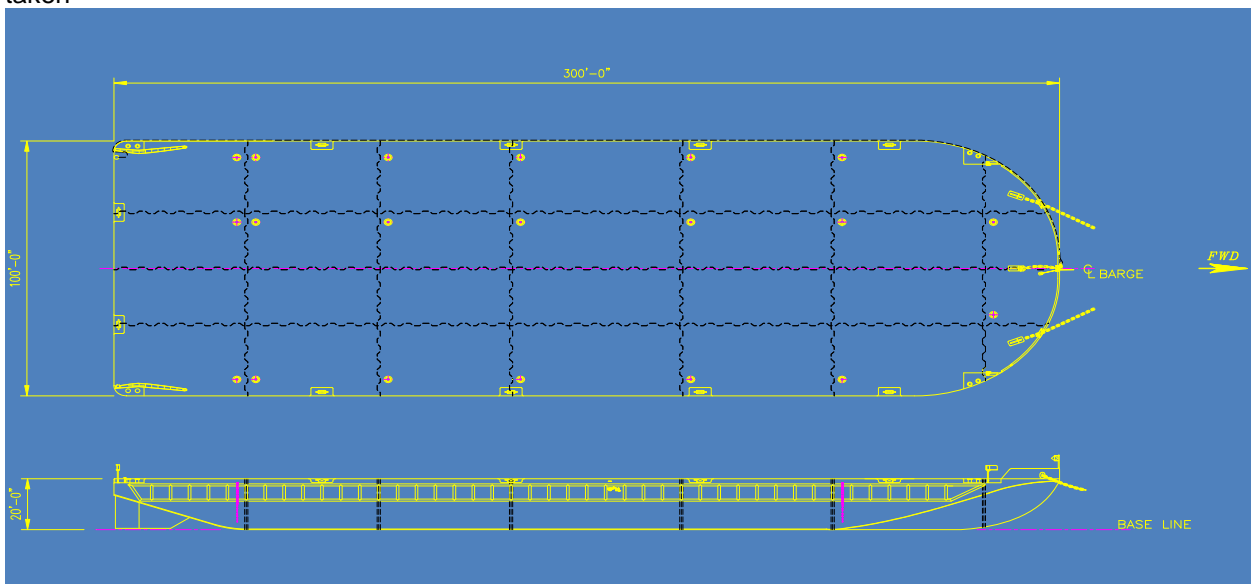 taken
300'-0"
100'-0"
℄ BARGE
FWD
20'-0"
BASE LINE